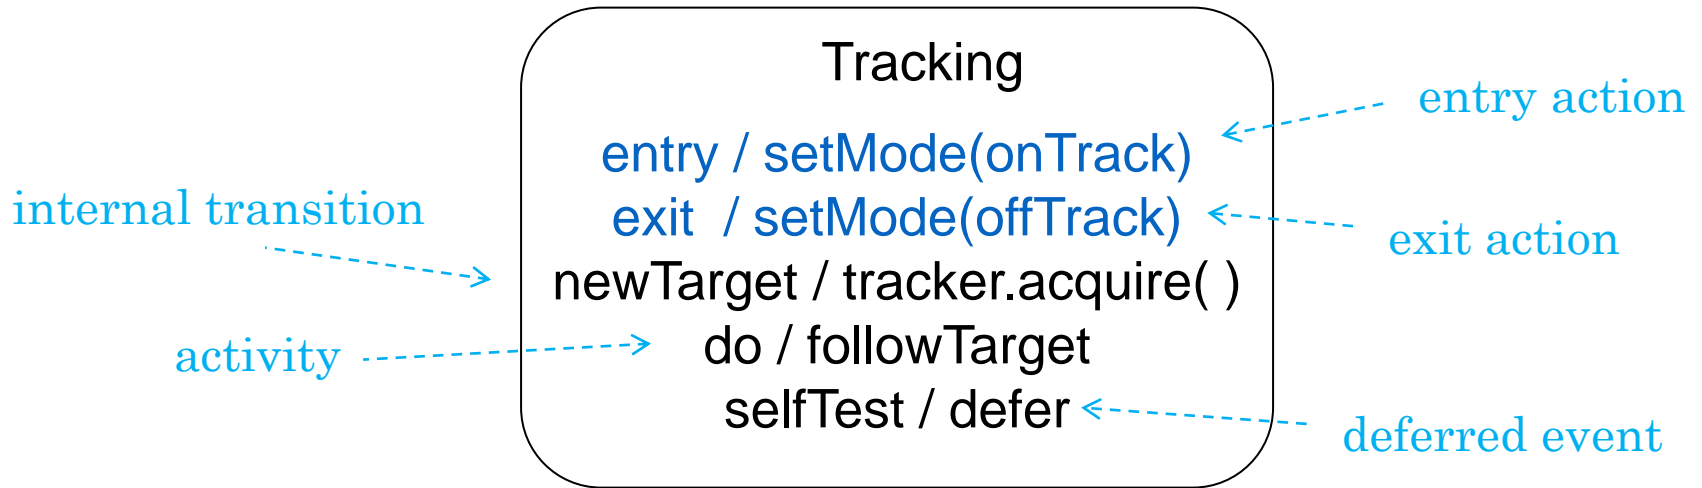 Tracking
entry action
entry / setMode(onTrack)
internal transition
exit / setMode(offTrack)
exit action
newTarget / tracker.acquire( )
activity
do / followTarget
selfTest / defer
deferred event